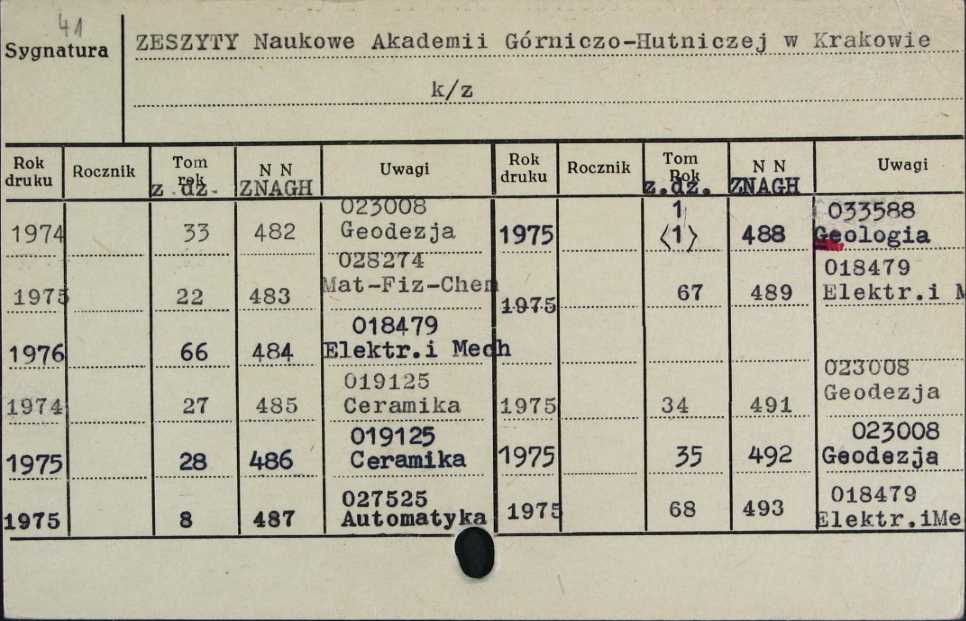 41
Sygnatura
ZESZYTY Naukowe Akademii Górniczo-Hutniczej w Krakowie
k/z
Rok druku Rocznik Tom rok z.dz. N N ZNAGH Uwagi Rok druku Rocznik Tom Rok z.dz. N N ZNAGH Uwagi
023008
1974 33 482 Geodezja
028274
1975 22 483 Mat-Fiz-Chem
018479
1976 66 484 Elektr.i Mech
019125
1974 27 485 Ceramika
019125
1975 28 486 Ceramika
027525
1975 8 487 Automatyka
1 033588
1975 (1) 488 Geologia
018479
1975 67 489 Elektr.i M
023008
1975 34 491 Geodezja
023008
1975 35 492 Geodezja
018479
1975 68 493 Elektr.iMe